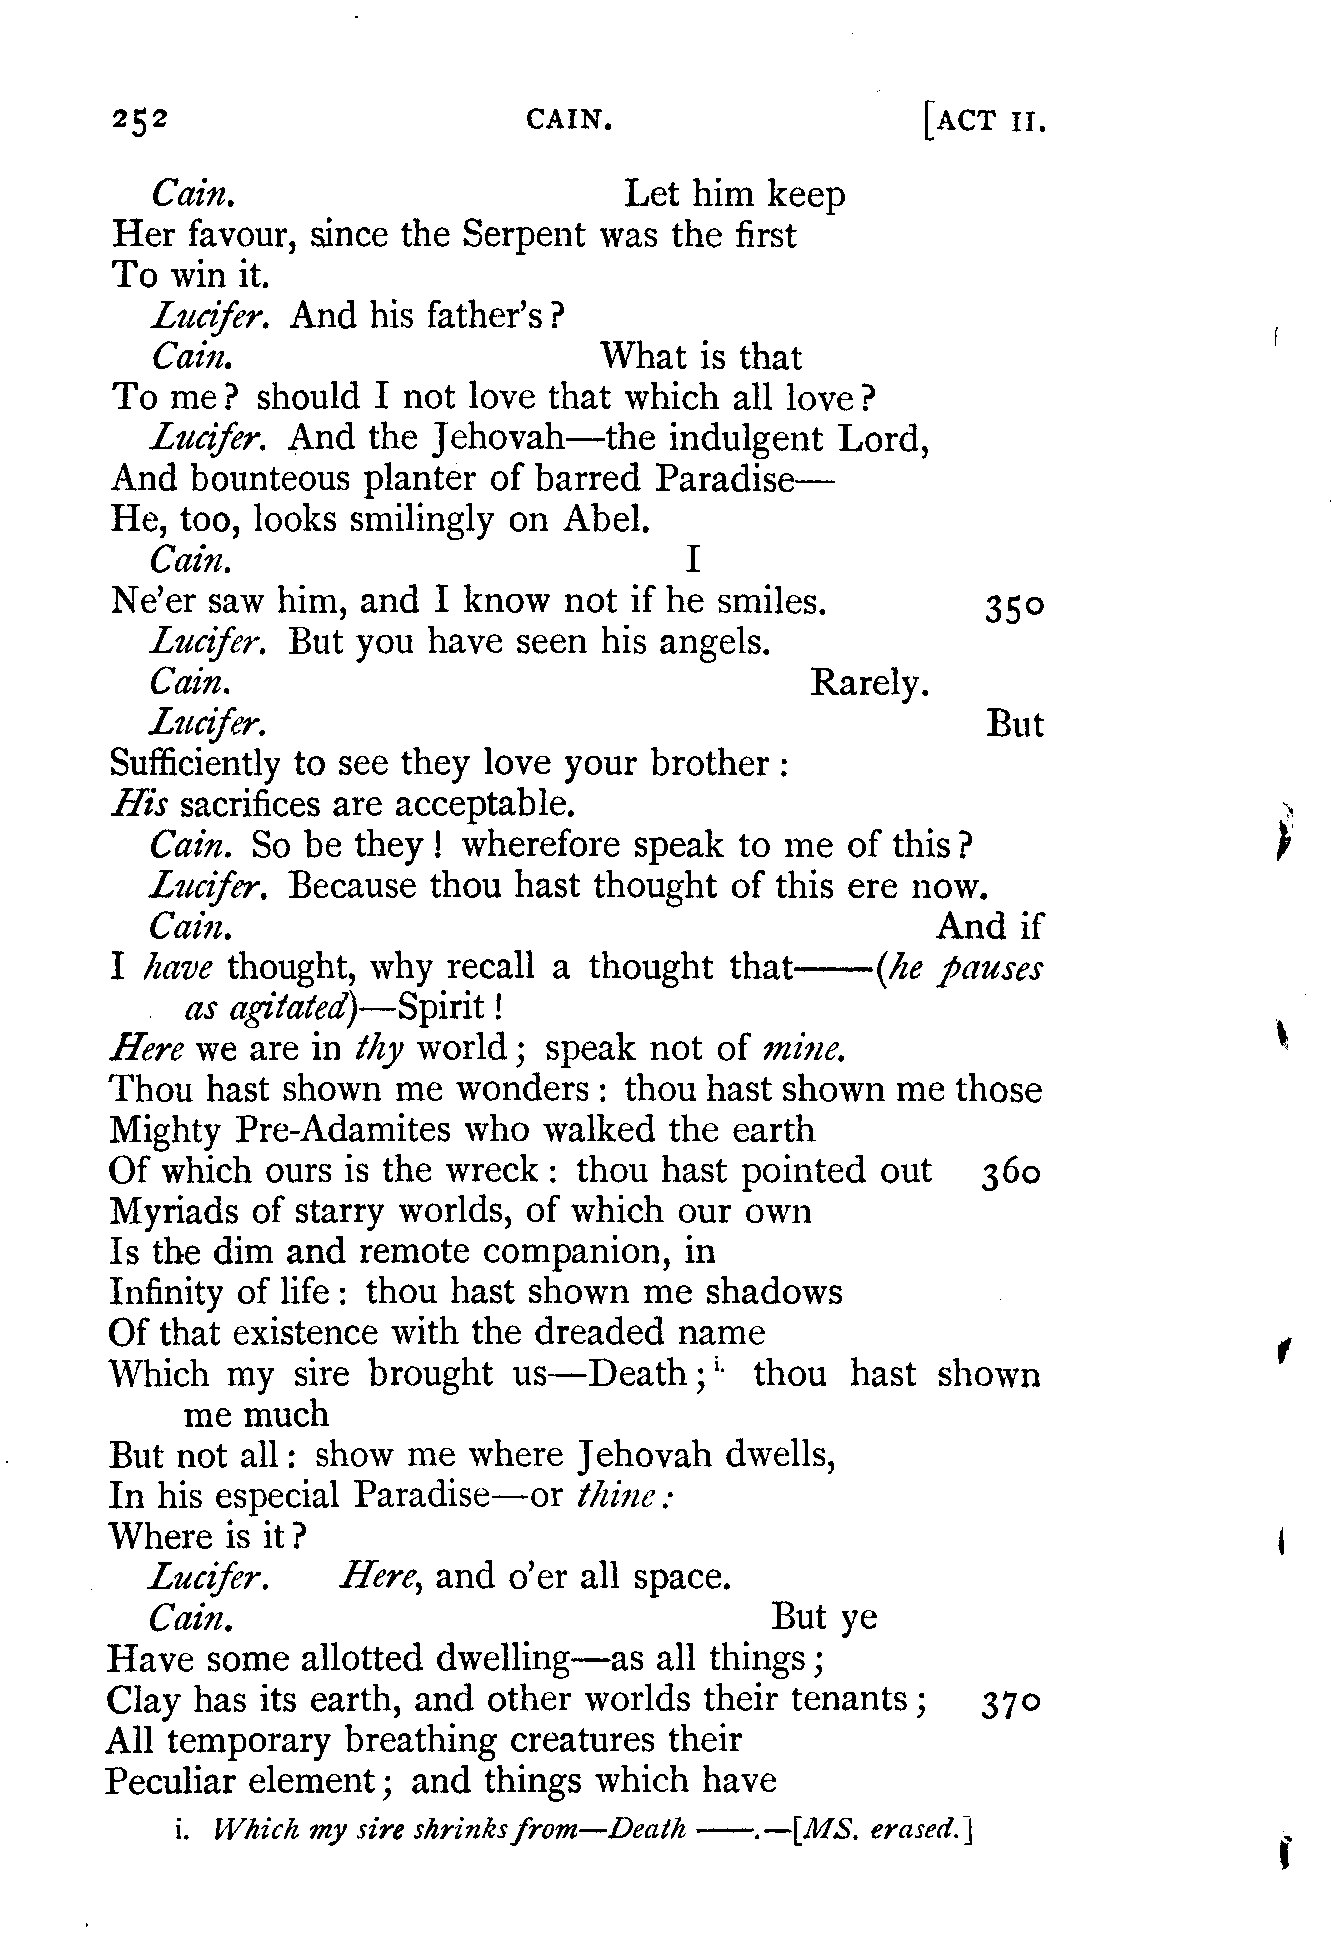 252 CAIN. [ACT II.
Cain. Let him keep
Her favour, since the Serpent was the first
To win it.
Lucifer. And his father's?
Cain. What is that
To me? should I not love that which all love?
Lucifer. And the Jehovah—the indulgent Lord,
And bounteous planter of barred Paradise—
He, too, looks smilingly on Abel.
Cain. I
Ne'er saw him, and I know not if he smiles. 350
Lucifer. But you have seen his angels.
Cain. Rarely.
Lucifer. But
Sufficiently to see they love your brother:
His sacrifices are acceptable.
Cain. So be they! wherefore speak to me of this?
Lucifer. Because thou hast thought of this ere now.
Cain. And if
I have thought, why recall a thought that——(he pauses
as agitated)—Spirit!
Here we are in thy world; speak not of mine.
Thou hast shown me wonders: thou hast shown me those
Mighty Pre-Adamites who walked the earth
Of which ours is the wreck: thou hast pointed out 360
Myriads of starry worlds, of which our own
Is the dim and remote companion, in
Infinity of life: thou hast shown me shadows
Of that existence with the dreaded name
Which my sire brought us—Death; i. thou hast shown
me much
But not all: show me where Jehovah dwells,
In his especial Paradise—or thine:
Where is it?
Lucifer. Here, and o'er all space.
Cain. But ye
Have some allotted dwelling—as all things;
Clay has its earth, and other worlds their tenants; 370
All temporary breathing creatures their
Peculiar element; and things which have
i. Which my sire shrinks from—Death ——.—[MS. erased.]